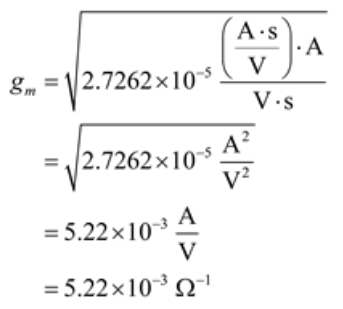 g_m = √(2.7262×10⁻⁵ ((A·s/V)·A)/(V·s))
= √(2.7262×10⁻⁵ A²/V²)
= 5.22×10⁻³ A/V
= 5.22×10⁻³ Ω⁻¹